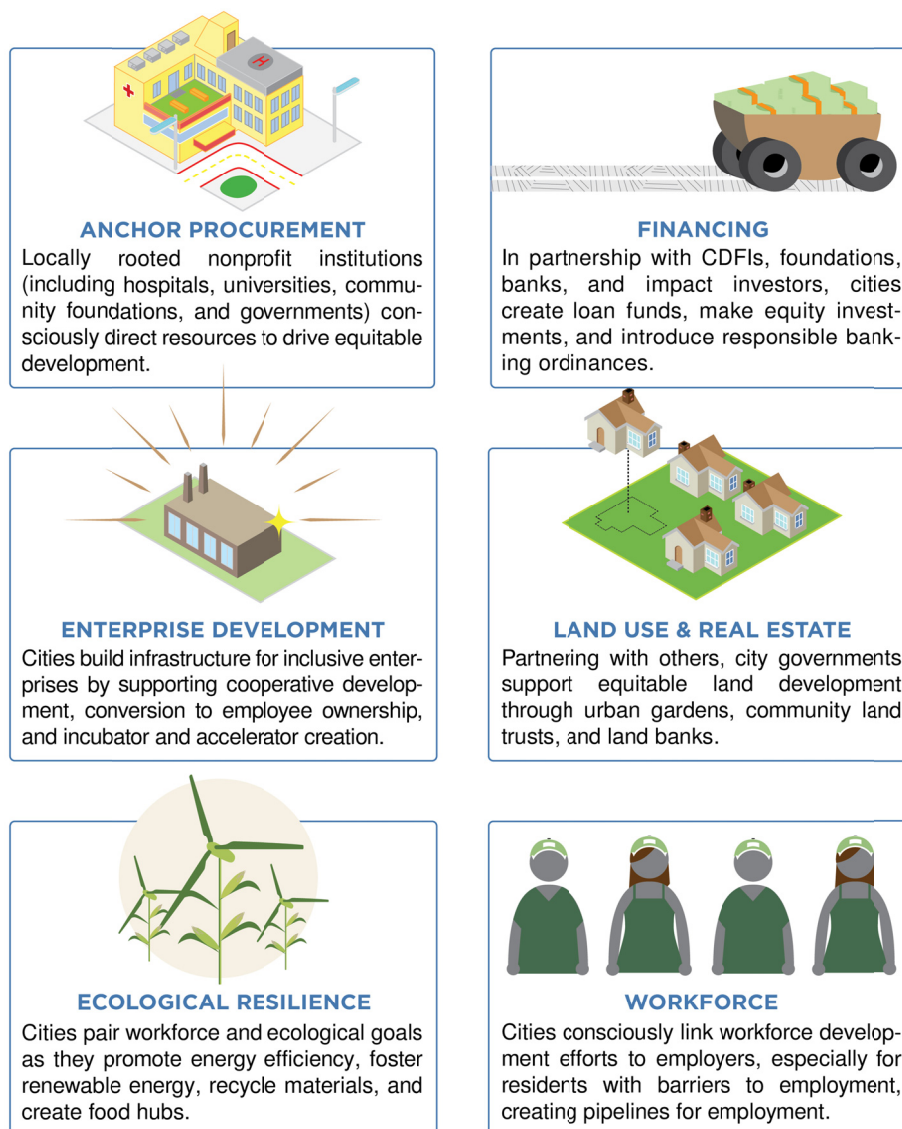 H
ANCHOR PROCUREMENT
Locally rooted nonprofit institutions
(including hospitals, universities, commu-
nity foundations, and governments) con-
sciously direct resources to drive equitable
development.
FINANCING
In partnership with CDFIs, foundations,
banks, and impact investors, cities
create loan funds, make equity invest-
ments, and introduce responsible bank-
ing ordinances.
ENTERPRISE DEVELOPMENT
Cities build infrastructure for inclusive enter-
prises by supporting cooperative develop-
ment, conversion to employee ownership,
and incubator and accelerator creation.
LAND USE & REAL ESTATE
Partnering with others, city governments
support equitable land development
through urban gardens, community land
trusts, and land banks.
ECOLOGICAL RESILIENCE
Cities pair workforce and ecological goals
as they promote energy efficiency, foster
renewable energy, recycle materials, and
create food hubs.
WORKFORCE
Cities consciously link workforce develop-
ment efforts to employers, especially for
residents with barriers to employment,
creating pipelines for employment.